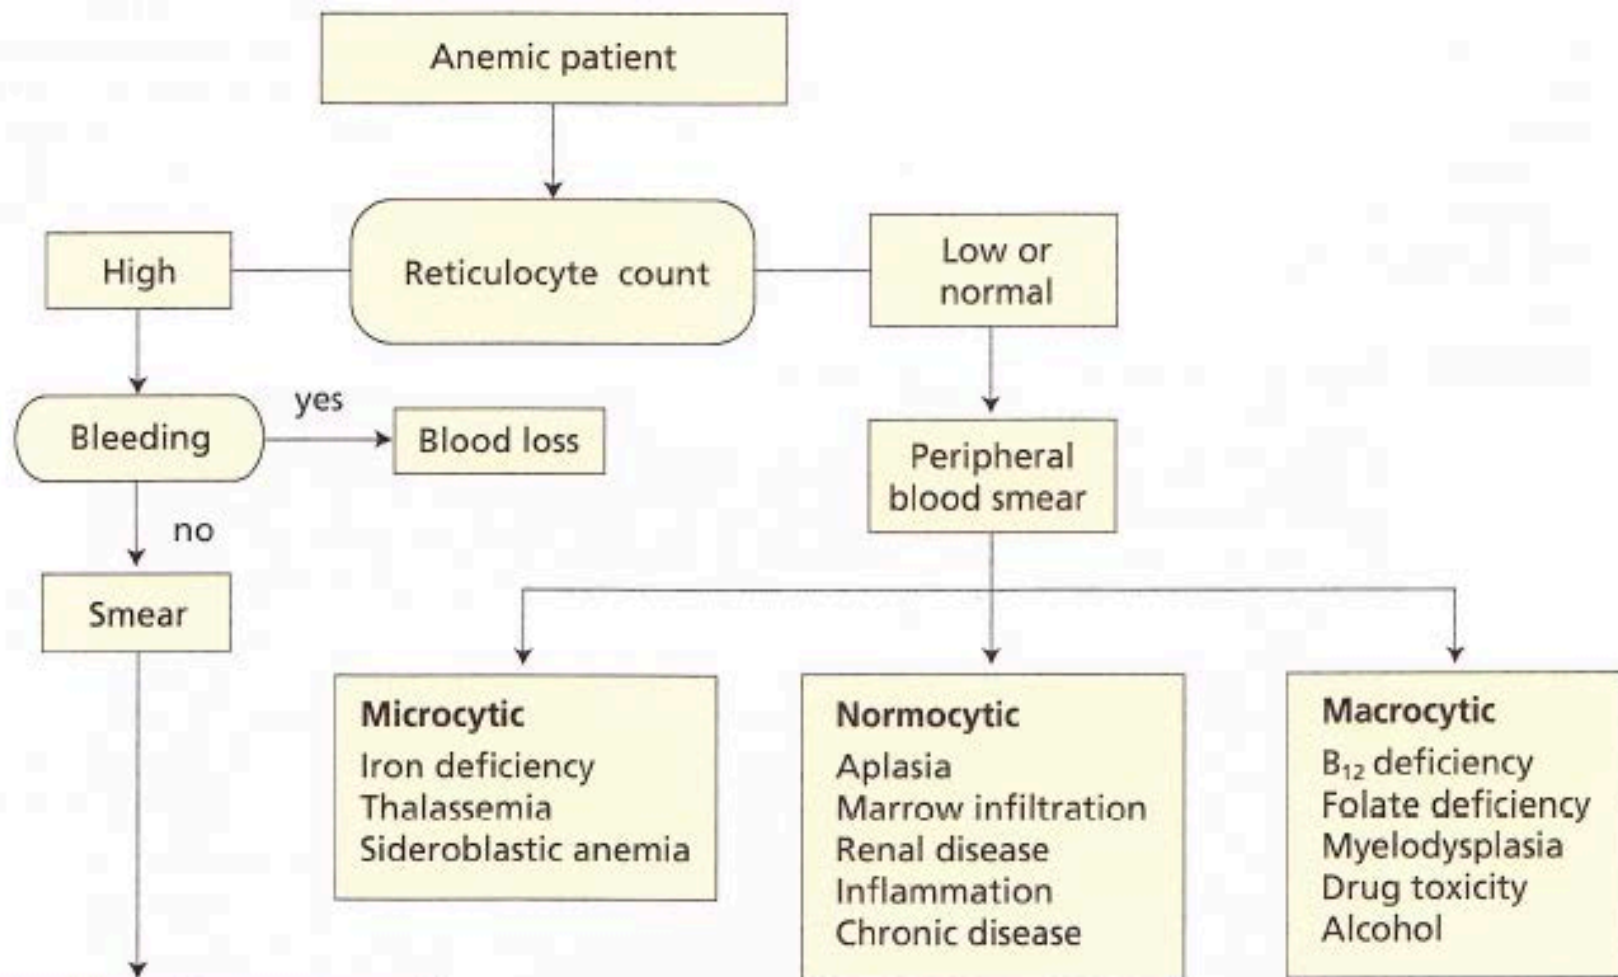 Anemic patient
High
Reticulocyte count
Low or
normal
Bleeding
yes
Blood loss
Peripheral
blood smear
no
Smear
Microcytic
Iron deficiency
Thalassemia
Sideroblastic anemia
Normocytic
Aplasia
Marrow infiltration
Renal disease
Inflammation
Chronic disease
Macrocytic
B₁₂ deficiency
Folate deficiency
Myelodysplasia
Drug toxicity
Alcohol